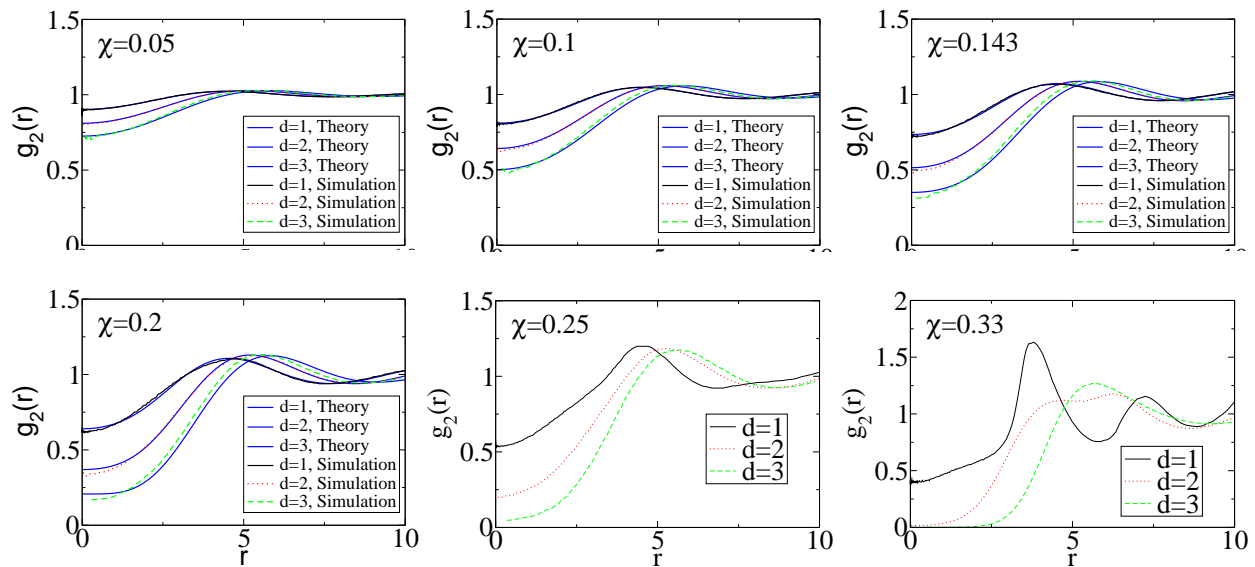 1.5
χ=0.05
1
g₂(r)
0.5
d=1, Theory
d=2, Theory
d=3, Theory
d=1, Simulation
d=2, Simulation
d=3, Simulation
0
1.5
χ=0.1
1
g₂(r)
0.5
d=1, Theory
d=2, Theory
d=3, Theory
d=1, Simulation
d=2, Simulation
d=3, Simulation
0
1.5
χ=0.143
1
g₂(r)
0.5
d=1, Theory
d=2, Theory
d=3, Theory
d=1, Simulation
d=2, Simulation
d=3, Simulation
0
0 5 10
1.5
χ=0.2
1
g₂(r)
0.5
d=1, Theory
d=2, Theory
d=3, Theory
d=1, Simulation
d=2, Simulation
d=3, Simulation
0
0 5 10
r
1.5
χ=0.25
1
g₂(r)
0.5
d=1
d=2
d=3
0
0 5 10
r
2
χ=0.33
1.5
1
g₂(r)
0.5
d=1
d=2
d=3
0
0 5 10
r